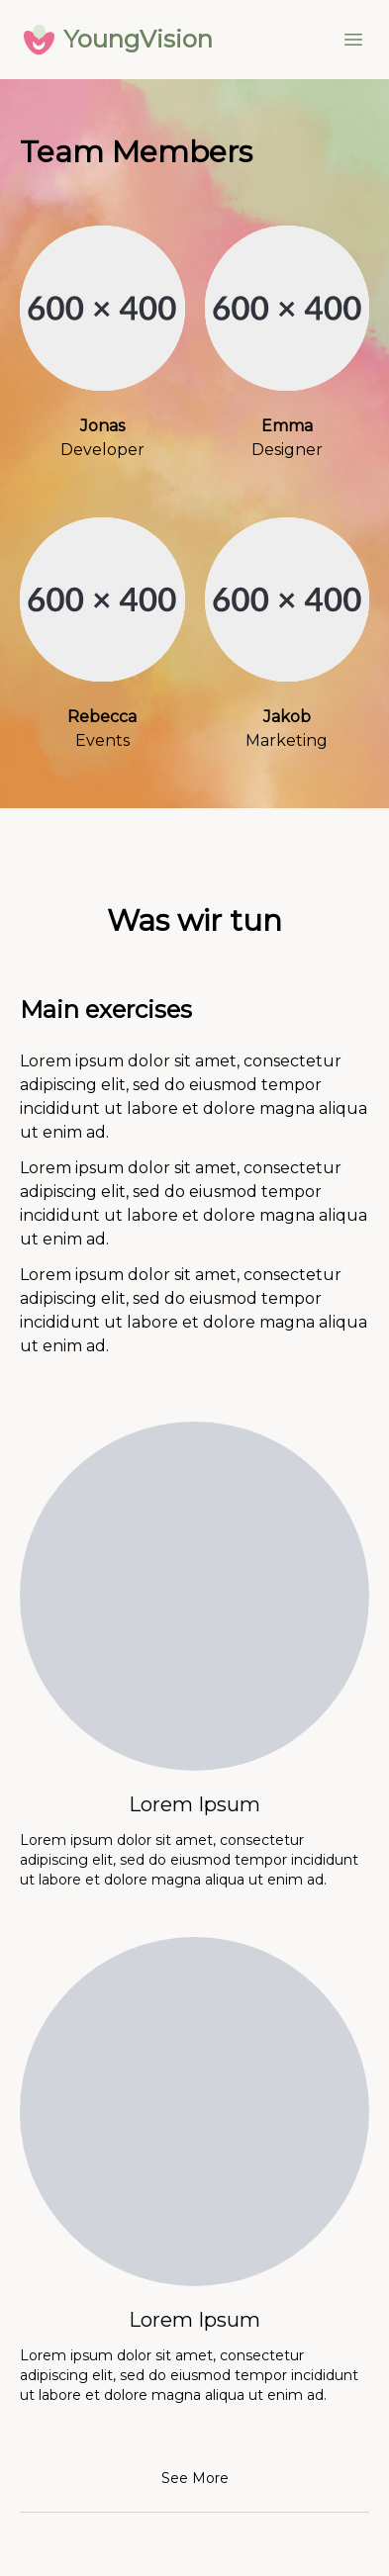 YoungVision
Team Members
600 × 400
600 × 400
Jonas
Emma
Developer
Designer
600 × 400
600 × 400
Rebecca
Jakob
Events
Marketing
Was wir tun
Main exercises
Lorem ipsum dolor sit amet, consectetur
adipiscing elit, sed do eiusmod tempor
incididunt ut labore et dolore magna aliqua
ut enim ad.
Lorem ipsum dolor sit amet, consectetur
adipiscing elit, sed do eiusmod tempor
incididunt ut labore et dolore magna aliqua
ut enim ad.
Lorem ipsum dolor sit amet, consectetur
adipiscing elit, sed do eiusmod tempor
incididunt ut labore et dolore magna aliqua
ut enim ad.
Lorem Ipsum
Lorem ipsum dolor sit amet, consectetur
adipiscing elit, sed do eiusmod tempor incididunt
ut labore et dolore magna aliqua ut enim ad.
Lorem Ipsum
Lorem ipsum dolor sit amet, consectetur
adipiscing elit, sed do eiusmod tempor incididunt
ut labore et dolore magna aliqua ut enim ad.
See More